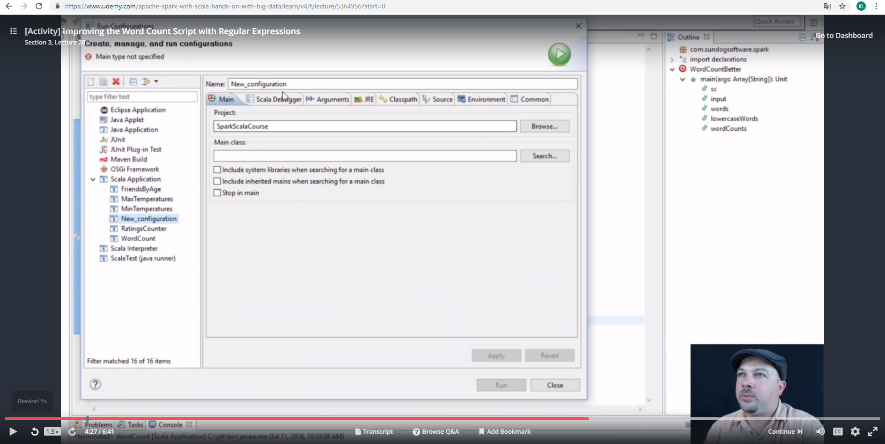 https://www.udemy.com/apache-spark-with-scala-hands-on-with-big-data/learn/v4/t/lecture/5364956?start=0
[Activity] Improving the Word Count Script with Regular Expressions
Go to Dashboard
Quick Access
Run Configurations
Create, manage, and run configurations
Main type not specified
type filter text
Eclipse Application
Java Applet
Java Application
JUnit
JUnit Plug-in Test
Maven Build
OSGi Framework
Scala Application
FriendsByAge
MaxTemperatures
MinTemperatures
New_configuration
RatingsCounter
WordCount
Scala Interpreter
ScalaTest (java runner)
Filter matched 16 of 16 items
Name: New_configuration
Main Scala Debugger Arguments JRE Classpath Source Environment Common
Project:
SparkScalaCourse
Browse...
Main class:
Search...
Include system libraries when searching for a main class
Include inherited mains when searching for a main class
Stop in main
Apply Revert
Run Close
Outline
com.sundogsoftware.spark
import declarations
WordCountBetter
main(args: Array[String]): Unit
sc
input
words
lowercaseWords
wordCounts
Rewind 5s
Problems Tasks Console
1.5x 4:27 / 6:41
Transcript Browse Q&A Add Bookmark
Continue